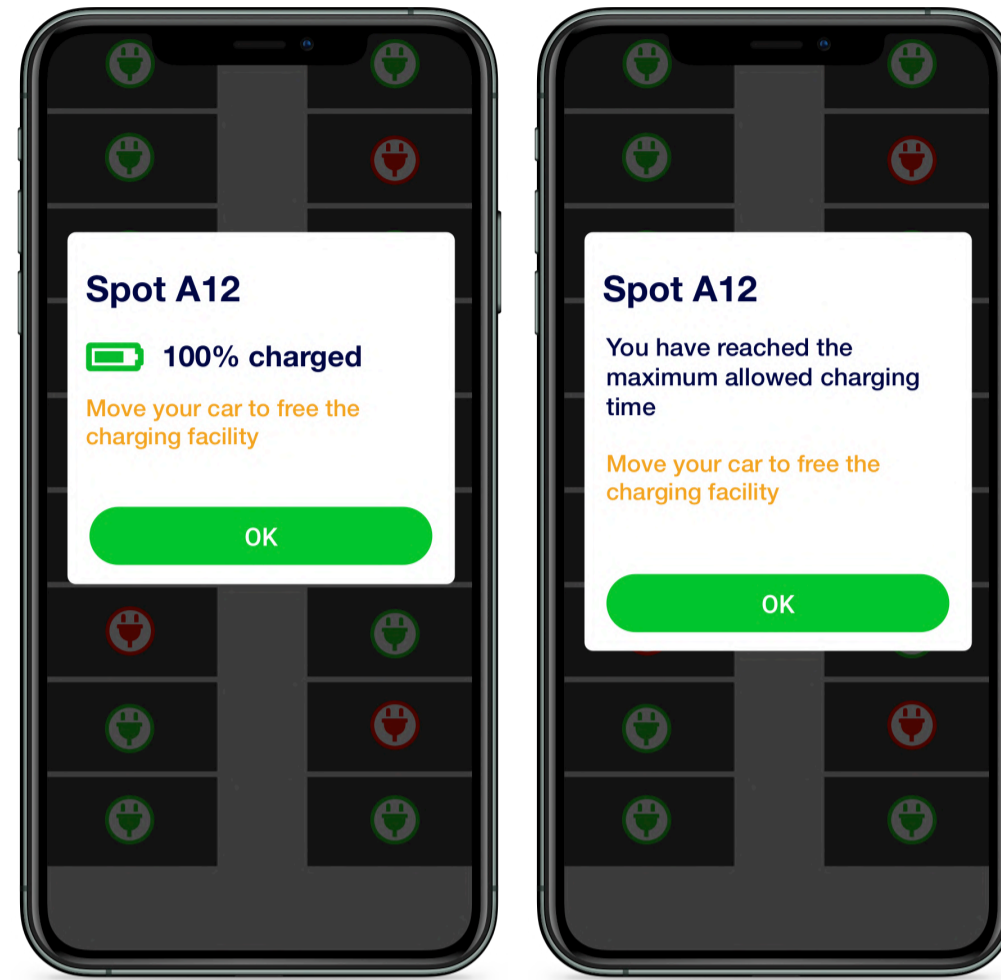 Spot A12
100% charged
Move your car to free the
charging facility
OK
Spot A12
You have reached the
maximum allowed charging
time
Move your car to free the
charging facility
OK